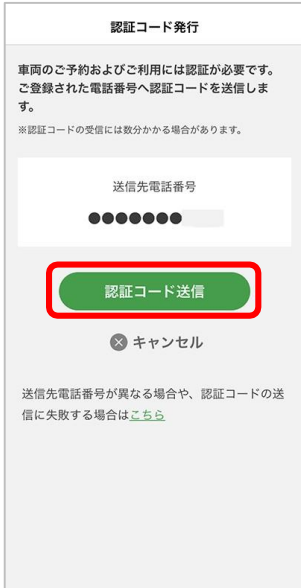 認証コード発行
車両のご予約およびご利用には認証が必要です。
ご登録された電話番号へ認証コードを送信しま
す。
※認証コードの受信には数分かかる場合があります。
送信先電話番号
●●●●●●●
認証コード送信
キャンセル
送信先電話番号が異なる場合や、認証コードの送
信に失敗する場合はこちら